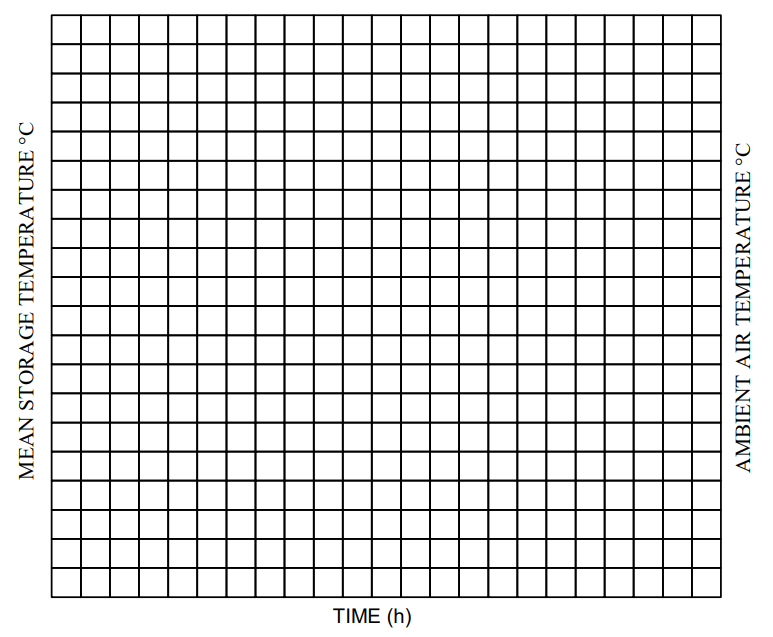 MEAN STORAGE TEMPERATURE °C
AMBIENT AIR TEMPERATURE °C
TIME (h)